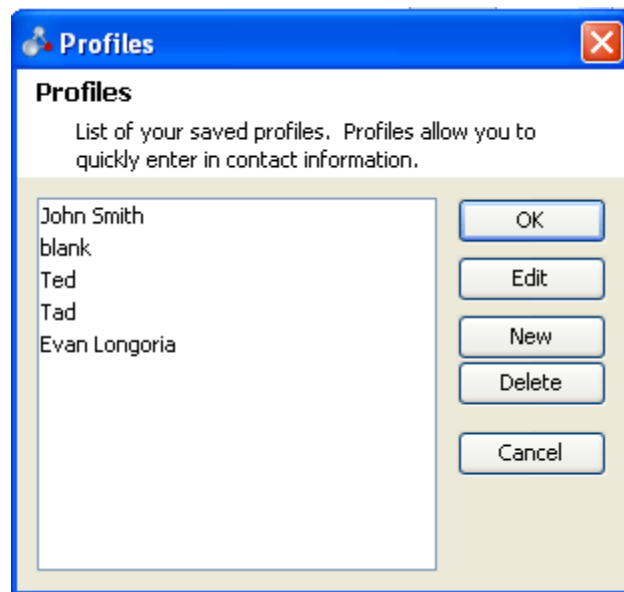 Profiles
Profiles
List of your saved profiles.  Profiles allow you to
quickly enter in contact information.
John Smith
blank
Ted
Tad
Evan Longoria
OK
Edit
New
Delete
Cancel